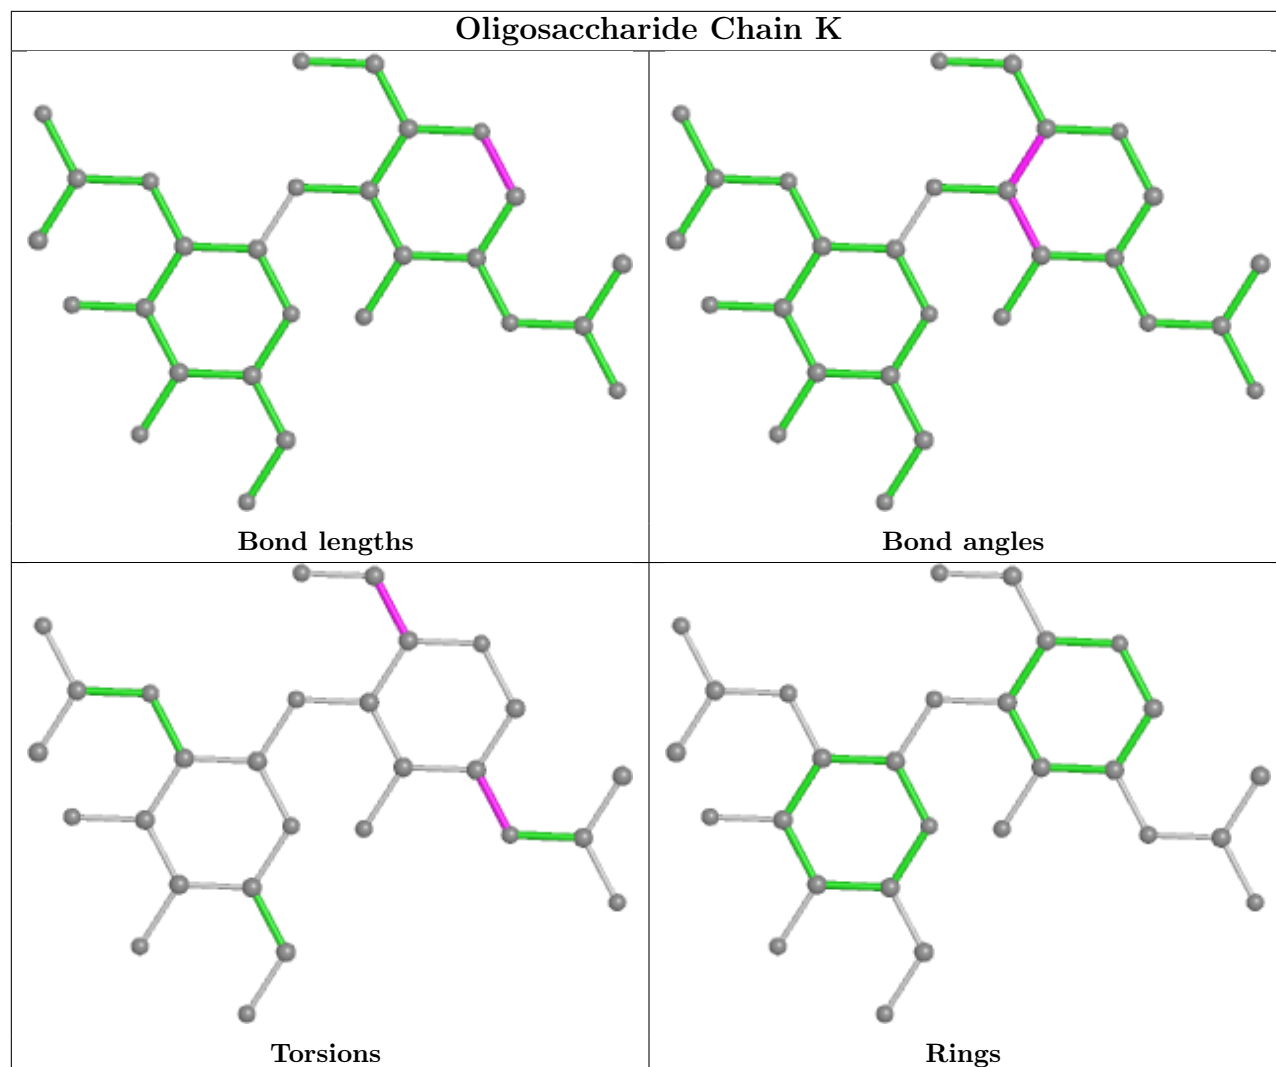 Oligosaccharide Chain K
Bond lengths
Bond angles
Torsions
Rings